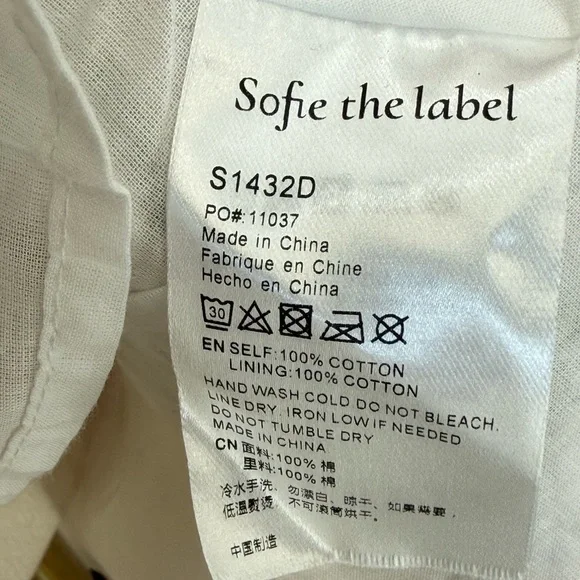 Sofie the label
S1432D
PO#:11037
Made in China
Fabrique en Chine
Hecho en China
30
EN SELF:100% COTTON
LINING:100% COTTON
HAND WASH COLD DO NOT BLEACH.
LINE DRY. IRON LOW IF NEEDED
DO NOT TUMBLE DRY
MADE IN CHINA
CN 面料:100% 棉
里料:100% 棉
冷水手洗、勿漂白、晾干、如果需要,
低温熨烫、不可滚筒烘干。
中国制造